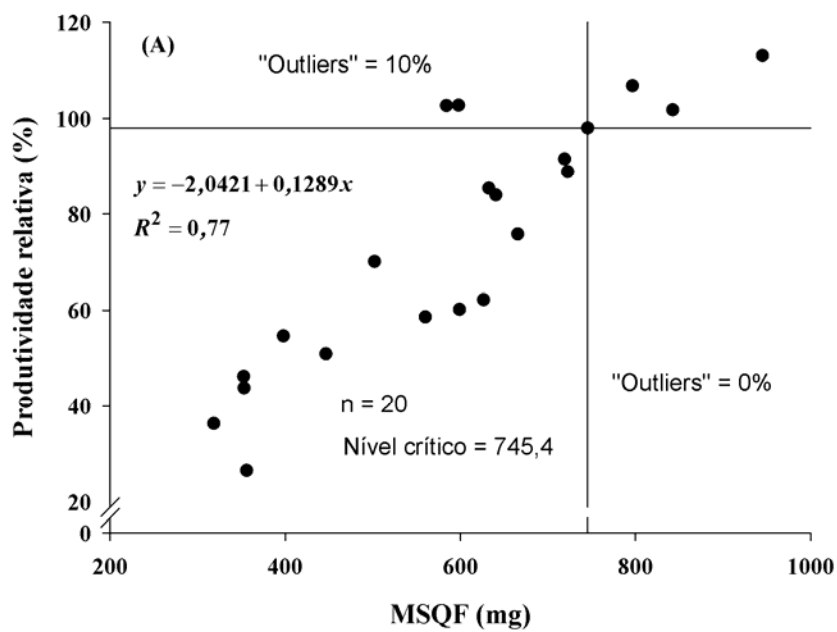 120
(A)
"Outliers" = 10%
100
y = −2,0421 + 0,1289x
80
R² = 0,77
60
"Outliers" = 0%
40
n = 20
Nível crítico = 745,4
20
0
200 400 600 800 1000
MSQF (mg)
Produtividade relativa (%)